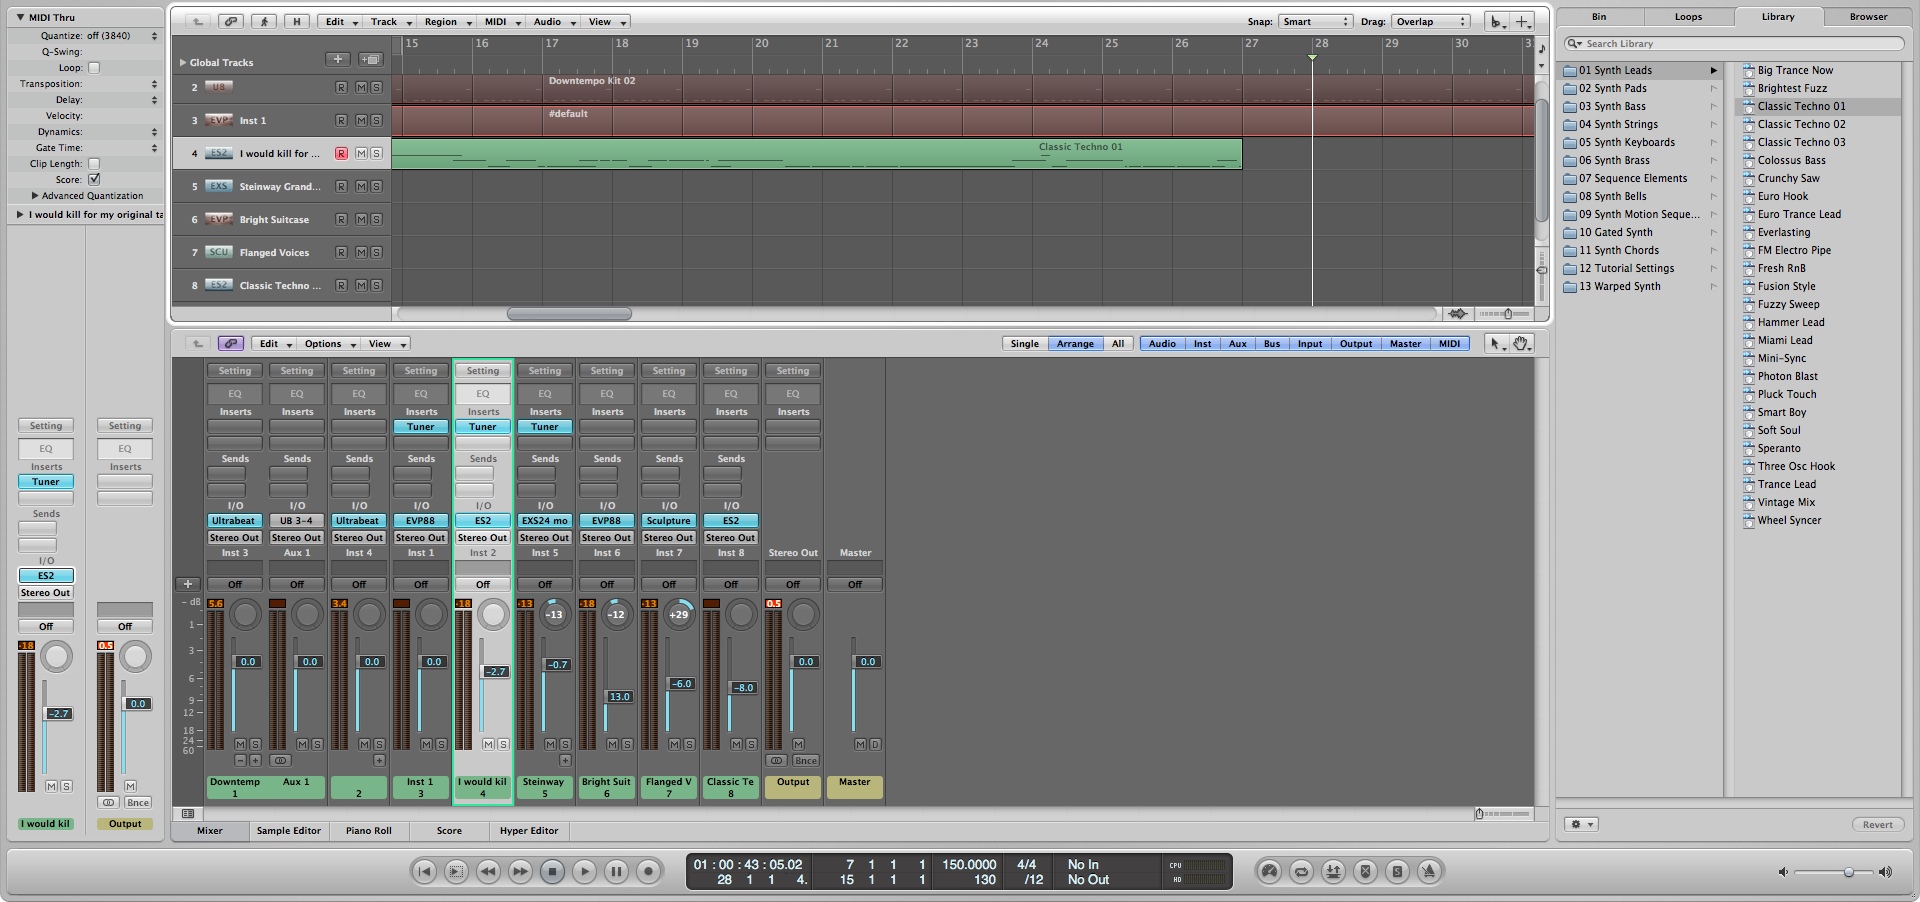 MIDI Thru
Quantize: off (3840)
Q-Swing:
Loop:
Transposition:
Delay:
Velocity:
Dynamics:
Gate Time:
Clip Length:
Score:
Advanced Quantization
I would kill for my original ta
Setting Setting
EQ EQ
Inserts Inserts
Tuner
Sends
I/O
ES2
Stereo Out
Off Off
-18 0.5
-2.7 0.0
M S M
Bnce
I would kil Output
H Edit Track Region MIDI Audio View Snap: Smart Drag: Overlap
15 16 17 18 19 20 21 22 23 24 25 26 27 28 29 30
Global Tracks
2 UB R M S Downtempo Kit 02
3 EVP Inst 1 R M S #default
4 ES2 I would kill for ... R M S Classic Techno 01
5 EXS Steinway Grand... R M S
6 EVP Bright Suitcase R M S
7 SCU Flanged Voices R M S
8 ES2 Classic Techno ... R M S
Edit Options View Single Arrange All Audio Inst Aux Bus Input Output Master MIDI
Setting Setting Setting Setting Setting Setting Setting Setting Setting Setting
EQ EQ EQ EQ EQ EQ EQ EQ EQ EQ
Inserts Inserts Inserts Inserts Inserts Inserts Inserts Inserts Inserts Inserts
Tuner Tuner Tuner
Sends Sends Sends Sends Sends Sends Sends Sends Sends
I/O I/O I/O I/O I/O I/O I/O I/O I/O
Ultrabeat UB 3-4 Ultrabeat EVP88 ES2 EXS24 mo EVP88 Sculpture ES2
Stereo Out Stereo Out Stereo Out Stereo Out Stereo Out Stereo Out Stereo Out Stereo Out Stereo Out
Inst 3 Aux 1 Inst 4 Inst 1 Inst 2 Inst 5 Inst 6 Inst 7 Inst 8 Stereo Out Master
Off Off Off Off Off Off Off Off Off Off Off
- dB 5.6 3.4 -18 -13 -18 -13 0.5
-13 -12 +29
1
3
0.0 0.0 0.0 0.0 -2.7 -0.7 13.0 -6.0 -8.0 0.0 0.0
6
9
12
18
24
60
M S M S M S M S M S M S M S M S M S M M D
Bnce
Downtemp Aux 1 Inst 1 I would kil Steinway Bright Suit Flanged V Classic Te Output Master
1 2 3 4 5 6 7 8
Mixer Sample Editor Piano Roll Score Hyper Editor
01 : 00 : 43 : 05.02 7 1 1 1 150.0000 4/4 No In CPU
28 1 1 4. 15 1 1 1 130 /12 No Out HD
Bin Loops Library Browser
Search Library
01 Synth Leads
02 Synth Pads
03 Synth Bass
04 Synth Strings
05 Synth Keyboards
06 Synth Brass
07 Sequence Elements
08 Synth Bells
09 Synth Motion Seque...
10 Gated Synth
11 Synth Chords
12 Tutorial Settings
13 Warped Synth
Big Trance Now
Brightest Fuzz
Classic Techno 01
Classic Techno 02
Classic Techno 03
Colossus Bass
Crunchy Saw
Euro Hook
Euro Trance Lead
Everlasting
FM Electro Pipe
Fresh RnB
Fusion Style
Fuzzy Sweep
Hammer Lead
Miami Lead
Mini-Sync
Photon Blast
Pluck Touch
Smart Boy
Soft Soul
Speranto
Three Osc Hook
Trance Lead
Vintage Mix
Wheel Syncer
Revert